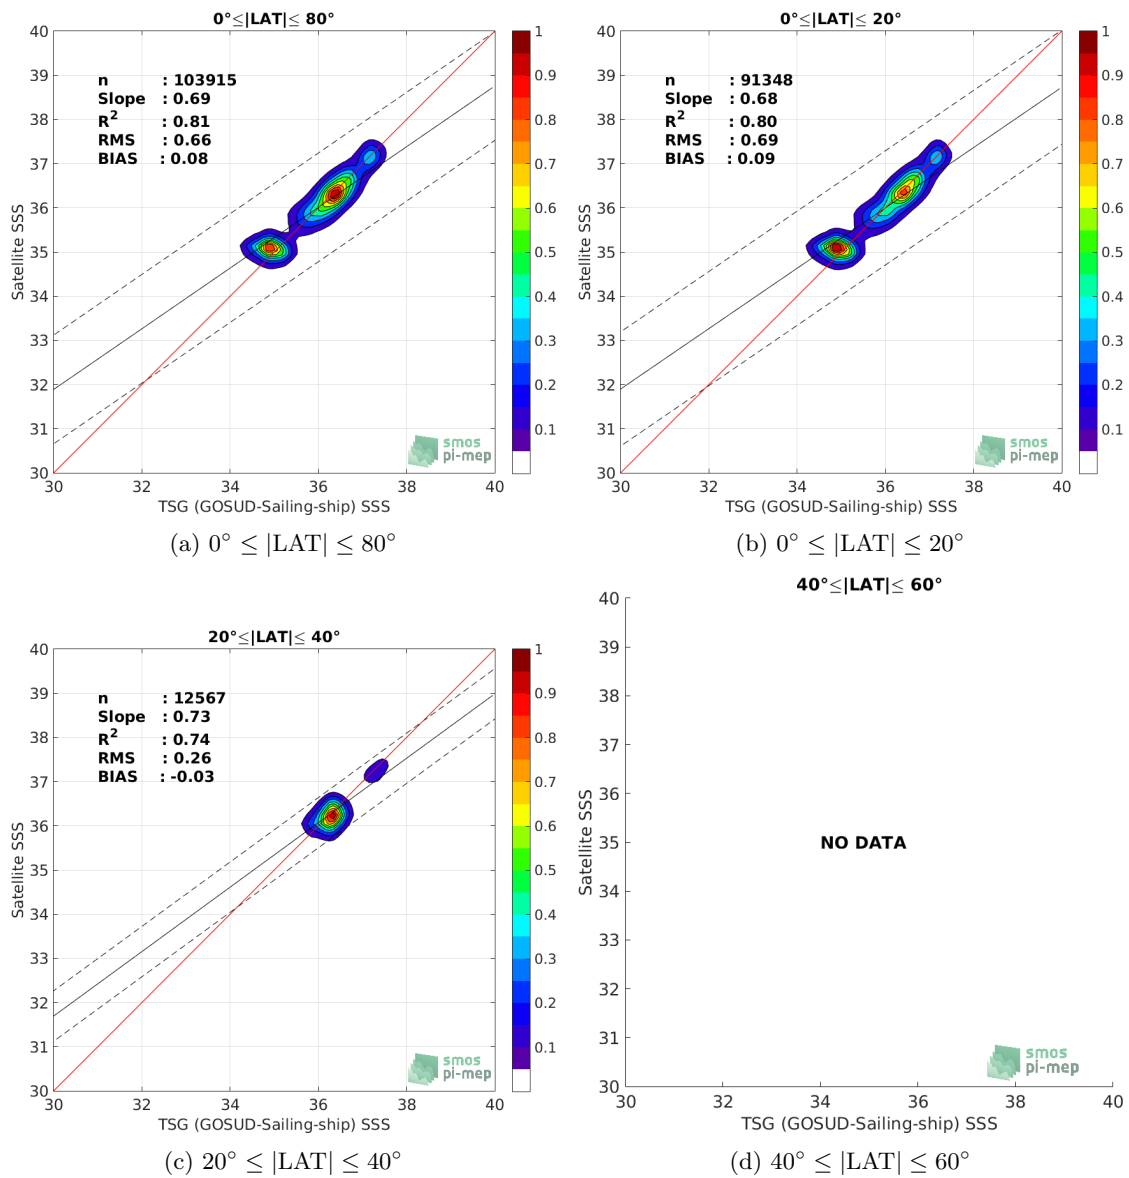 0°≤|LAT|≤ 80°
40
39
38
37
36
35
34
33
32
31
30
30
32
34
36
38
40
Satellite SSS
TSG (GOSUD-Sailing-ship) SSS
n : 103915
Slope : 0.69
R² : 0.81
RMS : 0.66
BIAS : 0.08
smos
pi-mep
1
0.9
0.8
0.7
0.6
0.5
0.4
0.3
0.2
0.1
(a) 0° ≤ |LAT| ≤ 80°
0°≤|LAT|≤ 20°
40
39
38
37
36
35
34
33
32
31
30
30
32
34
36
38
40
Satellite SSS
TSG (GOSUD-Sailing-ship) SSS
n : 91348
Slope : 0.68
R² : 0.80
RMS : 0.69
BIAS : 0.09
smos
pi-mep
1
0.9
0.8
0.7
0.6
0.5
0.4
0.3
0.2
0.1
(b) 0° ≤ |LAT| ≤ 20°
20°≤|LAT|≤ 40°
40
39
38
37
36
35
34
33
32
31
30
30
32
34
36
38
40
Satellite SSS
TSG (GOSUD-Sailing-ship) SSS
n : 12567
Slope : 0.73
R² : 0.74
RMS : 0.26
BIAS : -0.03
smos
pi-mep
1
0.9
0.8
0.7
0.6
0.5
0.4
0.3
0.2
0.1
(c) 20° ≤ |LAT| ≤ 40°
40°≤|LAT|≤ 60°
40
39
38
37
36
35
34
33
32
31
30
30
32
34
36
38
40
Satellite SSS
TSG (GOSUD-Sailing-ship) SSS
NO DATA
smos
pi-mep
(d) 40° ≤ |LAT| ≤ 60°